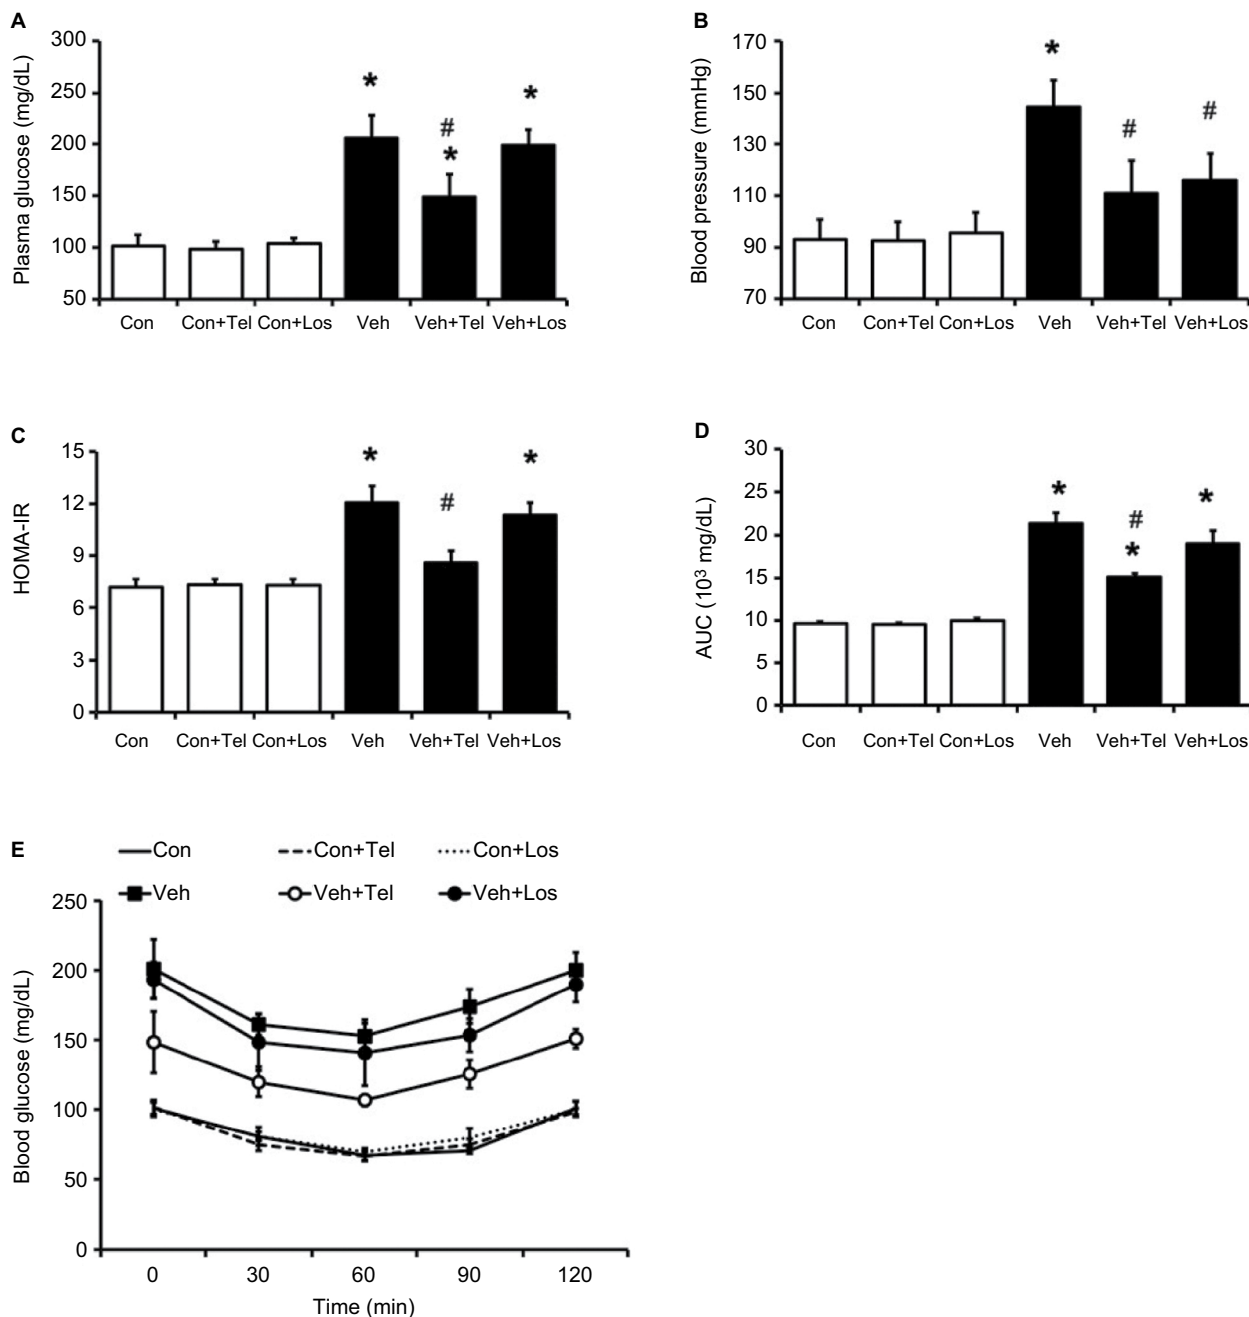 A
Plasma glucose (mg/dL)
300
250
200
150
100
50
*
#
*
*
Con Con+Tel Con+Los Veh Veh+Tel Veh+Los
B
Blood pressure (mmHg)
170
150
130
110
90
70
*
#
#
Con Con+Tel Con+Los Veh Veh+Tel Veh+Los
C
HOMA-IR
15
12
9
6
3
0
*
#
*
Con Con+Tel Con+Los Veh Veh+Tel Veh+Los
D
AUC (10³ mg/dL)
30
25
20
15
10
5
0
*
#
*
*
Con Con+Tel Con+Los Veh Veh+Tel Veh+Los
E
Con Con+Tel Con+Los
Veh Veh+Tel Veh+Los
Blood glucose (mg/dL)
250
200
150
100
50
0
0 30 60 90 120
Time (min)